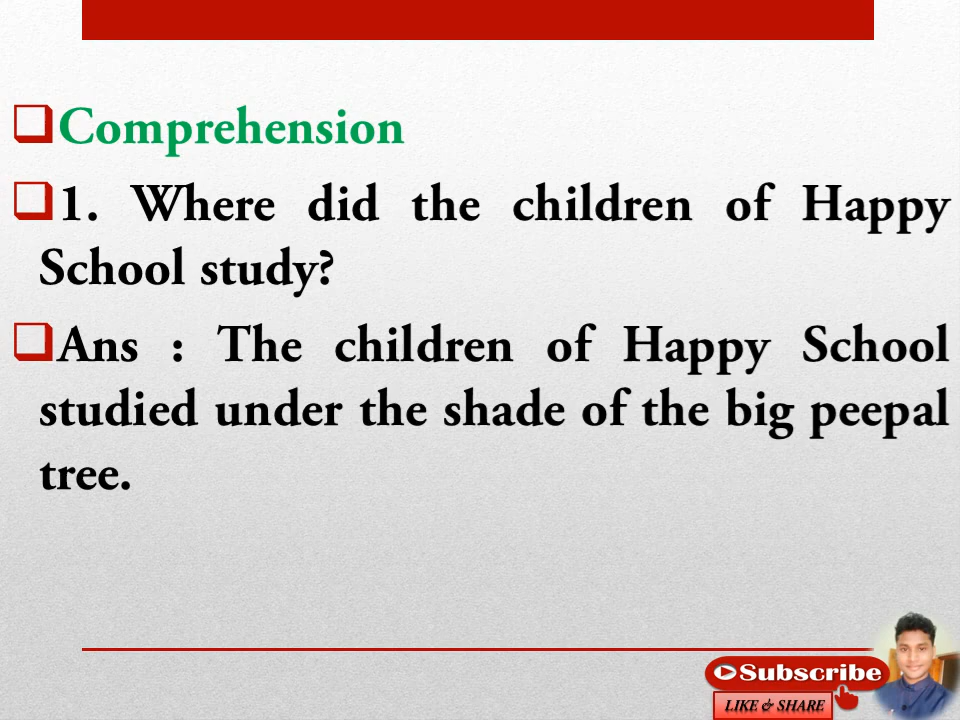 Comprehension
1. Where did the children of Happy
School study?
Ans : The children of Happy School
studied under the shade of the big peepal
tree.
Subscribe
LIKE & SHARE